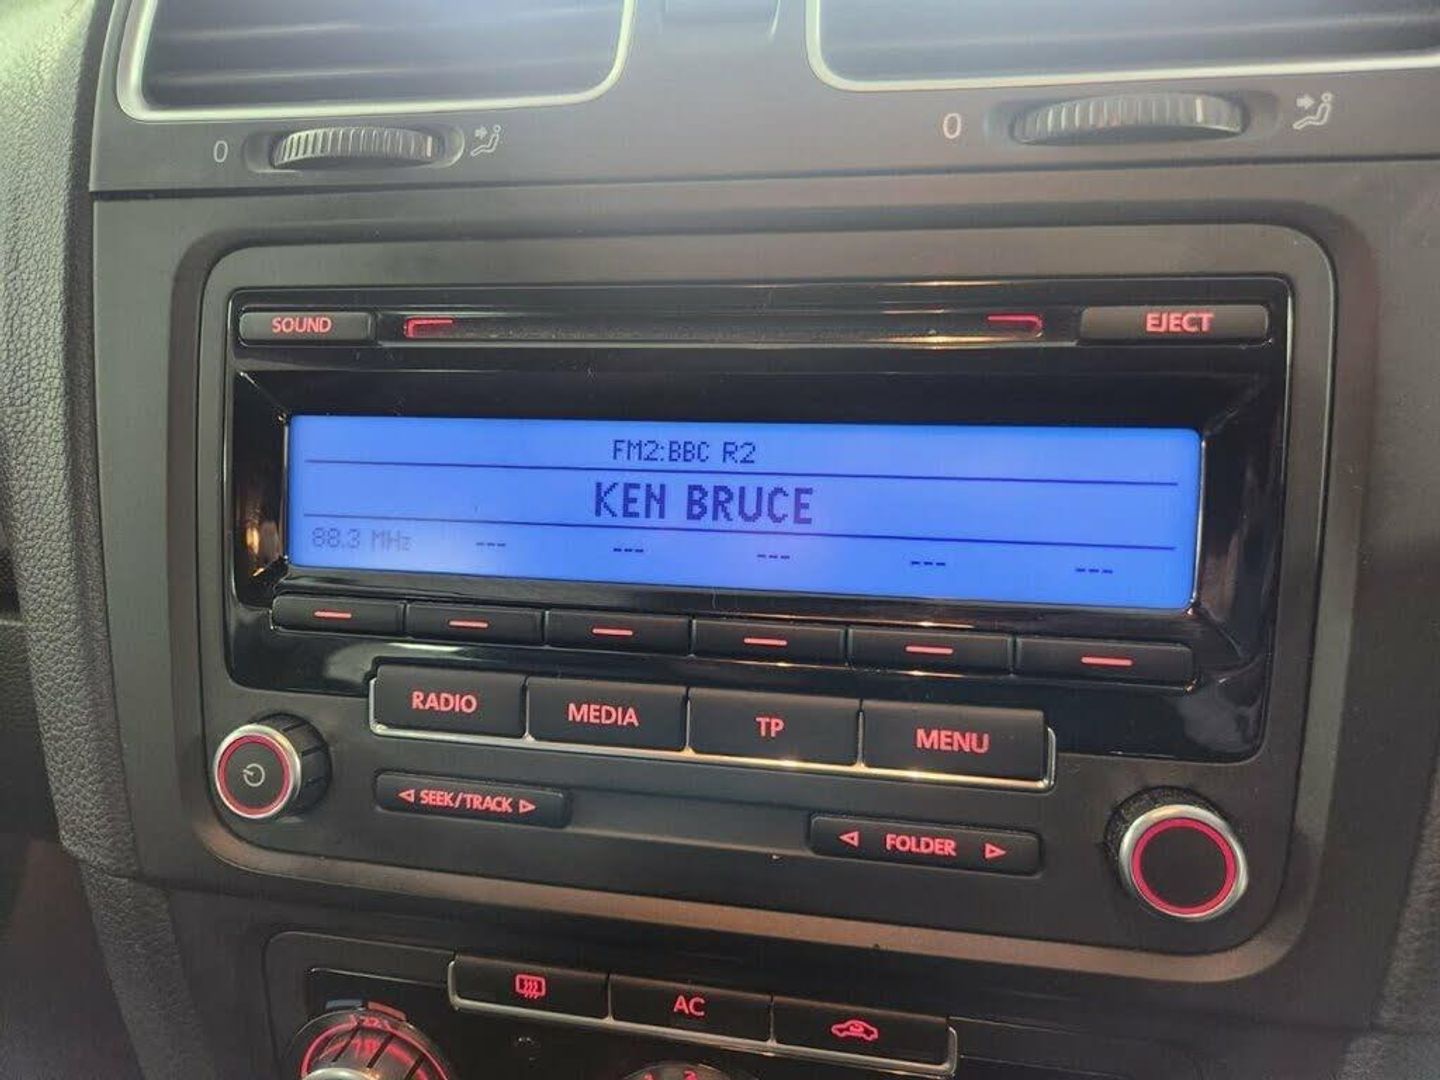 0
0
SOUND
EJECT
FM2:BBC R2
KEN BRUCE
88.3 MHz --- --- --- --- ---
RADIO
MEDIA
TP
MENU
SEEK/TRACK
FOLDER
AC
22